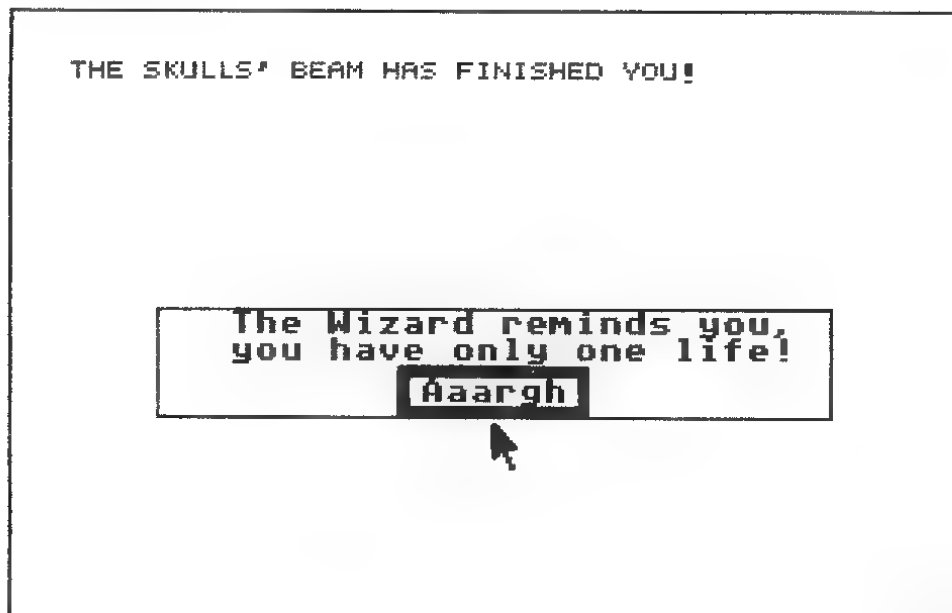 THE SKULLS' BEAM HAS FINISHED YOU!
The Wizard reminds you,
you have only one life!
Aaargh